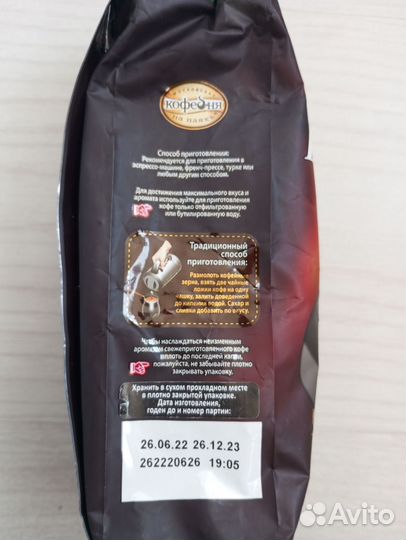 МОСКОВСКАЯ
кофейня
НА ПАЯХЪ
Способ приготовления:
Рекомендуется для приготовления в
эспрессо-машине, френч-прессе, турке или
любым другим способом.
Для достижения максимального вкуса и
аромата используйте для приготовления
кофе только отфильтрованную
или бутилированную воду.
Традиционный
способ
приготовления:
Размолоть кофейные
зерна, взять две чайные
ложки кофе на одну
чашку, залить доведенной
до кипения водой. Сахар и
сливки добавить по вкусу.
Чтобы наслаждаться неизменным
ароматом свежеприготовленного кофе
вплоть до последней капли,
пожалуйста, не забывайте плотно
закрывать упаковку.
Хранить в сухом прохладном месте
в плотно закрытой упаковке.
Дата изготовления,
годен до и номер партии:
26.06.22 26.12.23
262220626 19:05
Avito